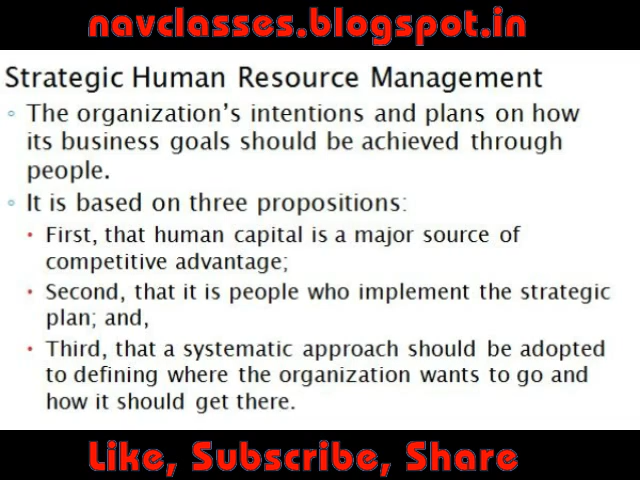 navclasses.blogspot.in
Strategic Human Resource Management
◦ The organization's intentions and plans on how
its business goals should be achieved through
people.
◦ It is based on three propositions:
• First, that human capital is a major source of
competitive advantage;
• Second, that it is people who implement the strategic
plan; and,
• Third, that a systematic approach should be adopted
to defining where the organization wants to go and
how it should get there.
Like, Subscribe, Share